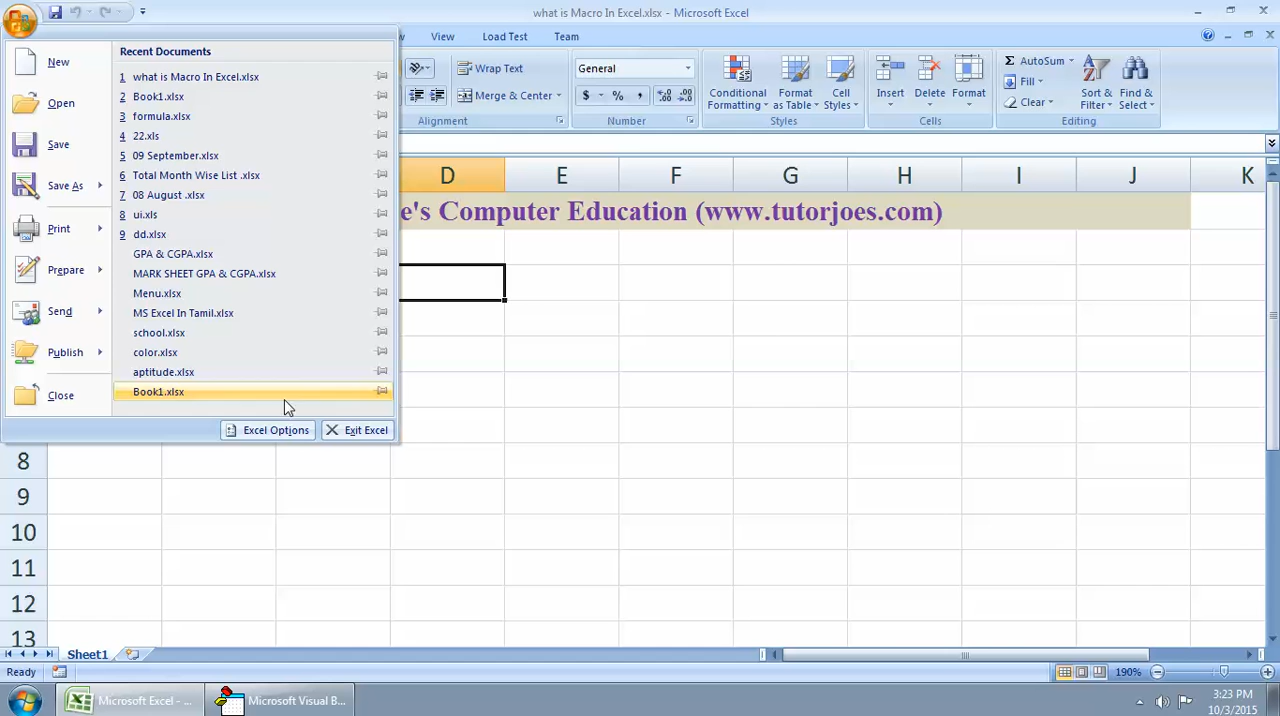 what is Macro In Excel.xlsx - Microsoft Excel
View Load Test Team
New
Open
Save
Save As
Print
Prepare
Send
Publish
Close
Recent Documents
1 what is Macro In Excel.xlsx
2 Book1.xlsx
3 formula.xlsx
4 22.xls
5 09 September.xlsx
6 Total Month Wise List .xlsx
7 08 August .xlsx
8 ui.xls
9 dd.xlsx
GPA & CGPA.xlsx
MARK SHEET GPA & CGPA.xlsx
Menu.xlsx
MS Excel In Tamil.xlsx
school.xlsx
color.xlsx
aptitude.xlsx
Book1.xlsx
Excel Options Exit Excel
Wrap Text
Merge & Center
Alignment
General
$ % , .0 .00 .00 .0
Number
Conditional Formatting
Format as Table
Cell Styles
Styles
Insert Delete Format
Cells
Σ AutoSum
Fill
Clear
Sort & Filter
Find & Select
Editing
D E F G H I J K
e's Computer Education (www.tutorjoes.com)
8
9
10
11
12
13
Sheet1
Ready 190%
Microsoft Excel - ... Microsoft Visual B... 3:23 PM
10/3/2015